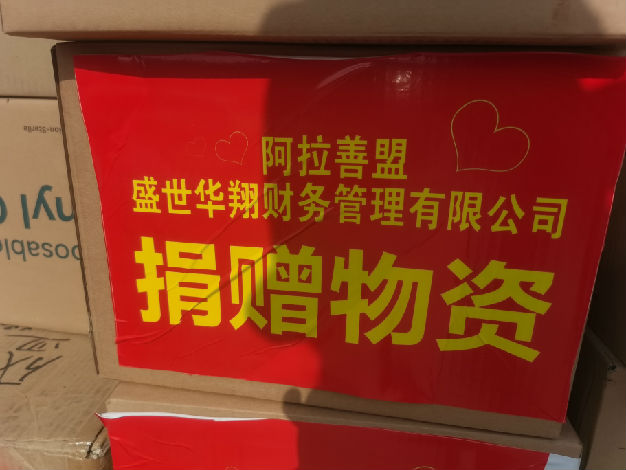 阿拉善盟
盛世华翔财务管理有限公司
捐赠物资